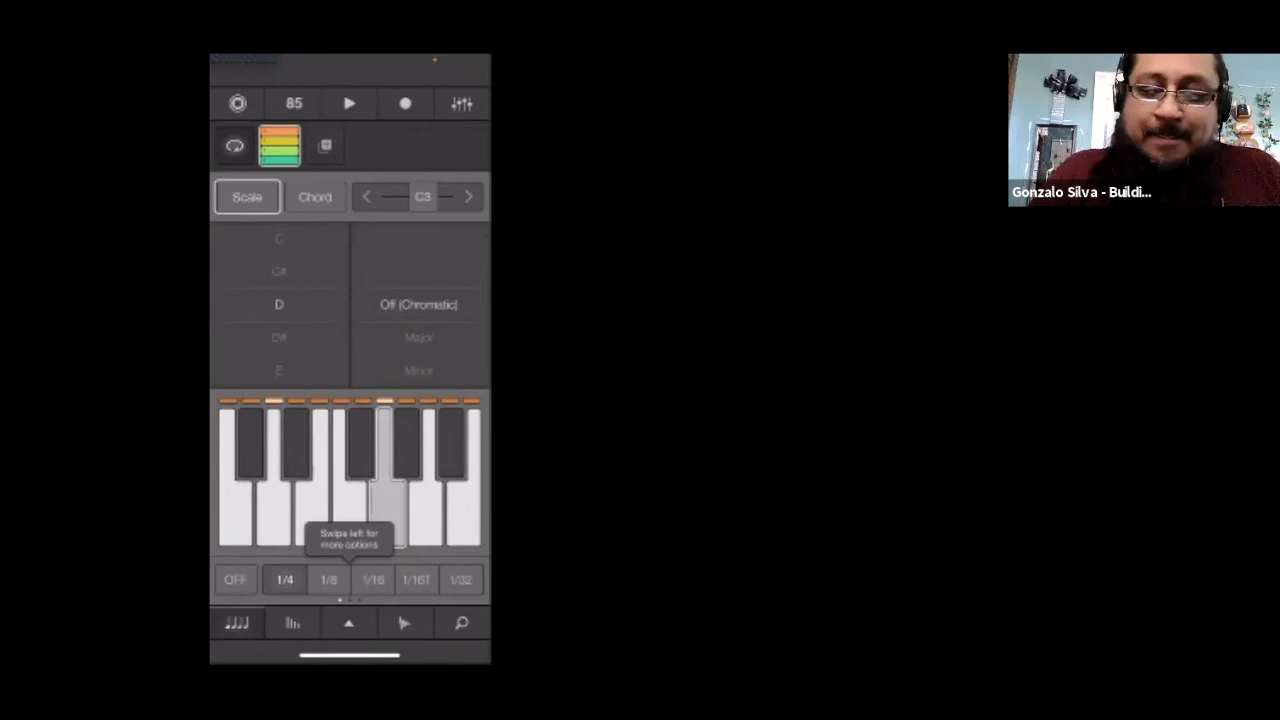 85
Scale
Chord
C3
C
C#
D
Off (Chromatic)
D#
Major
E
Minor
Swipe left for
more options
OFF
1/4
1/8
1/16
1/16T
1/32
Gonzalo Silva - Buildi...